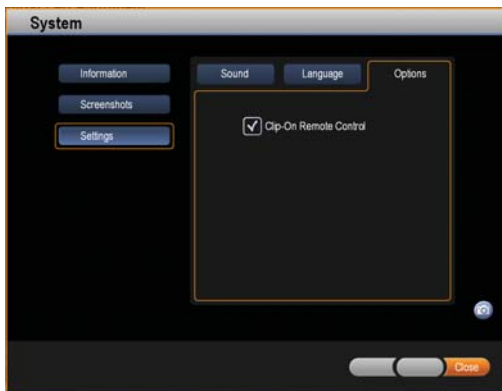 System
Information
Sound
Language
Options
Screenshots
Clip-On Remote Control
Settings
Close